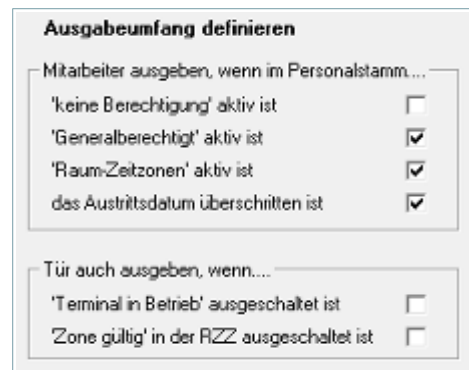 Ausgabeumfang definieren
Mitarbeiter ausgeben, wenn im Personalstamm....
'keine Berechtigung' aktiv ist
'Generalberechtigt' aktiv ist
'Raum-Zeitzonen' aktiv ist
das Austrittsdatum überschritten ist
Tür auch ausgeben, wenn....
'Terminal in Betrieb' ausgeschaltet ist
'Zone gültig' in der RZZ ausgeschaltet ist